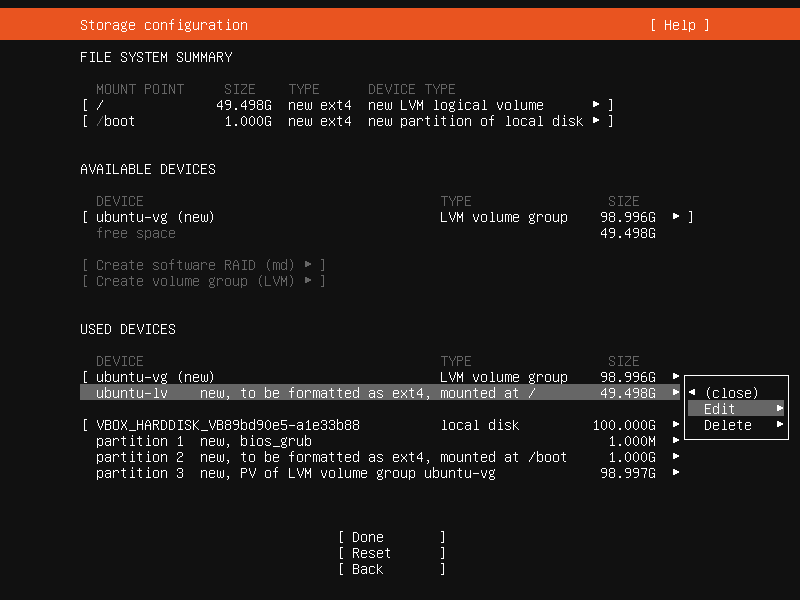 Storage configuration [ Help ]
FILE SYSTEM SUMMARY
MOUNT POINT SIZE TYPE DEVICE TYPE
[ / 49.498G new ext4 new LVM logical volume ▸ ]
[ /boot 1.000G new ext4 new partition of local disk ▸ ]
AVAILABLE DEVICES
DEVICE TYPE SIZE
[ ubuntu-vg (new) LVM volume group 98.996G ▸ ]
free space 49.498G
[ Create software RAID (md) ▸ ]
[ Create volume group (LVM) ▸ ]
USED DEVICES
DEVICE TYPE SIZE
[ ubuntu-vg (new) LVM volume group 98.996G ▸
ubuntu-lv new, to be formatted as ext4, mounted at / 49.498G ▸ ◂ (close)
Edit ▸
[ VBOX_HARDDISK_VB89bd90e5-a1e33b88 local disk 100.000G ▸ Delete ▸
partition 1 new, bios_grub 1.000M ▸
partition 2 new, to be formatted as ext4, mounted at /boot 1.000G ▸
partition 3 new, PV of LVM volume group ubuntu-vg 98.997G ▸
[ Done ]
[ Reset ]
[ Back ]